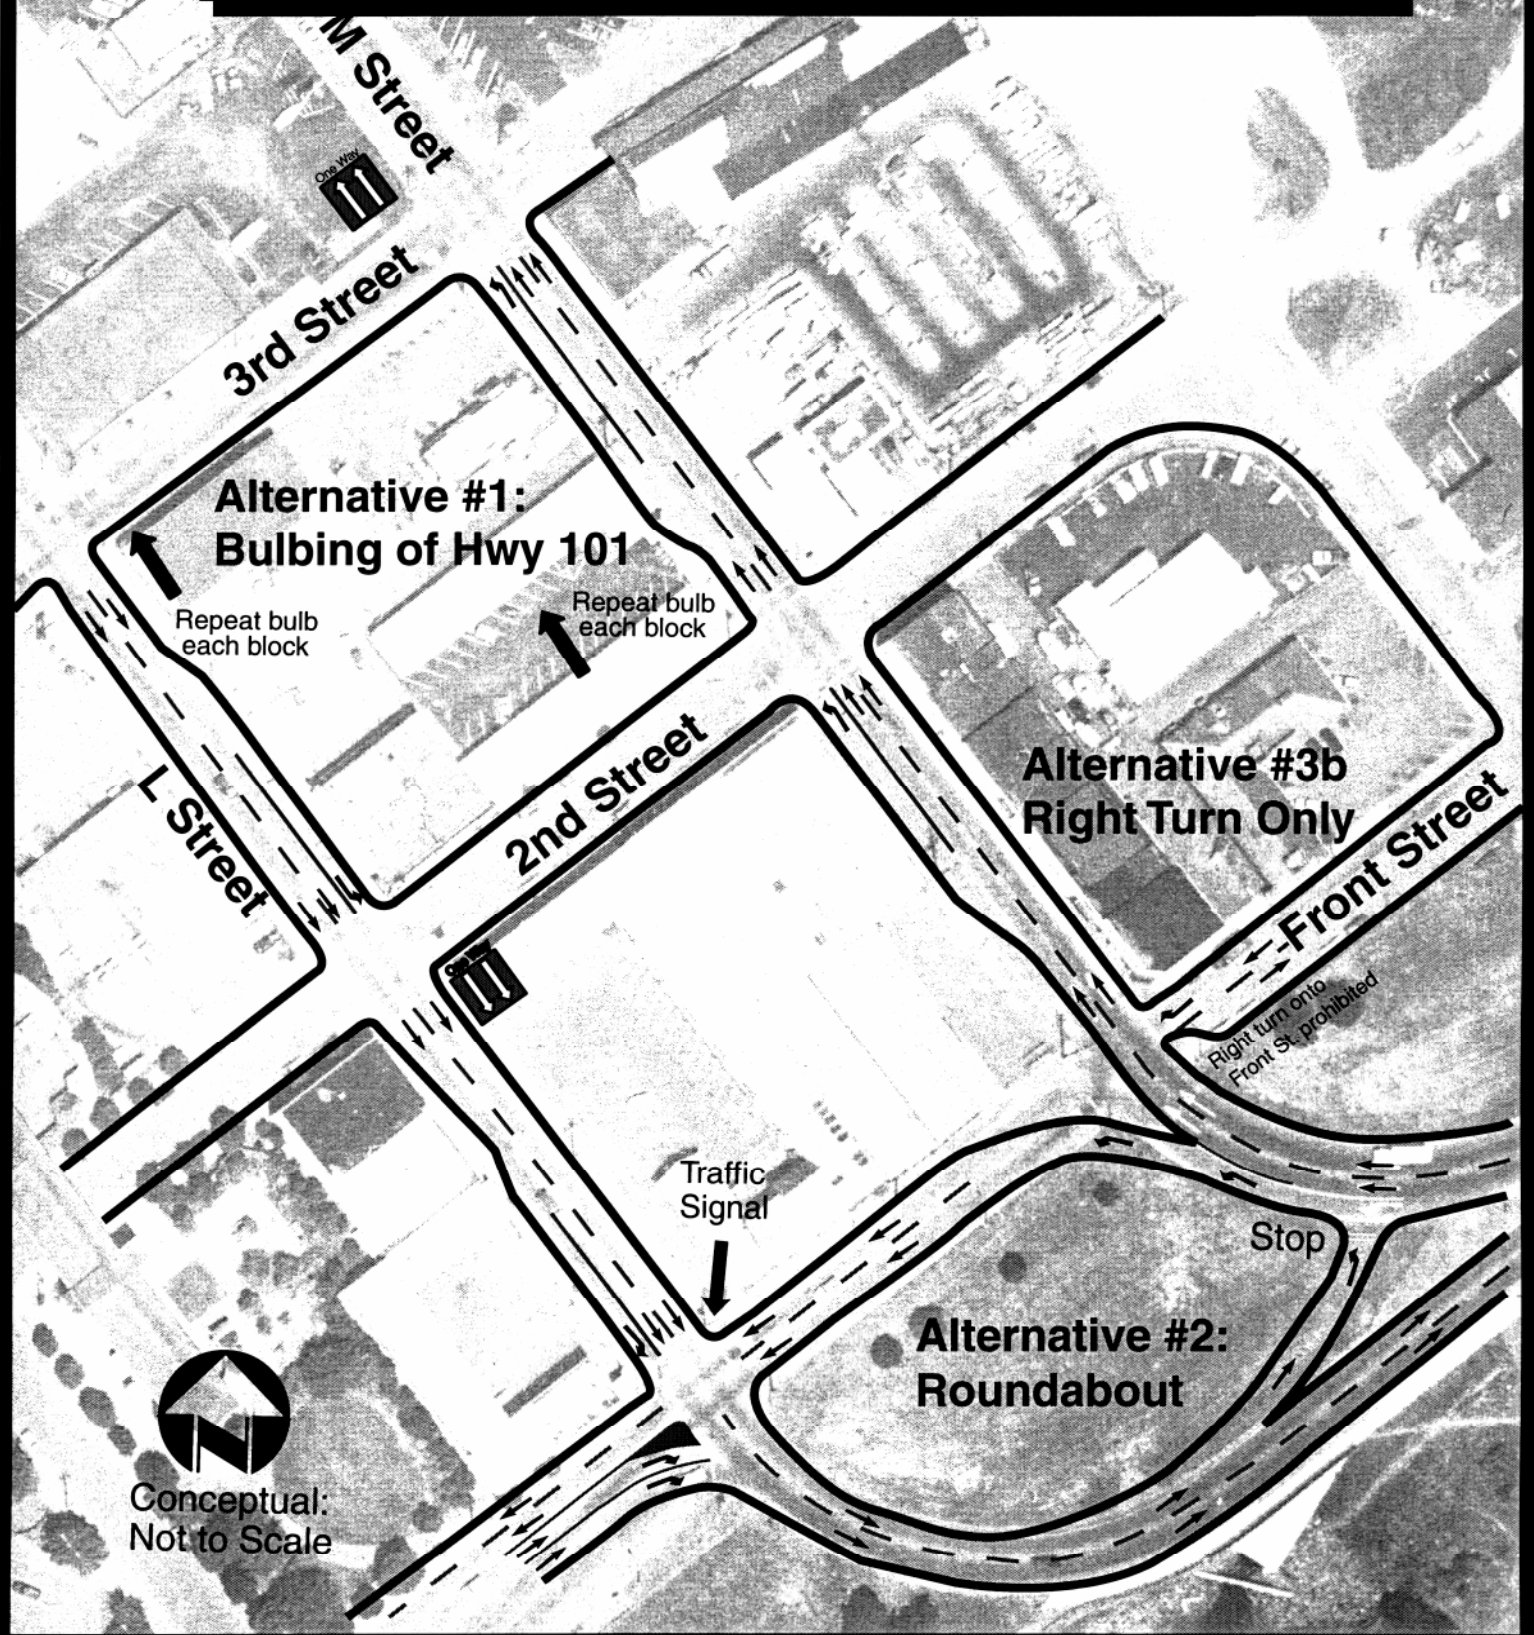 M Street
One Way
3rd Street
Alternative #1:
Bulbing of Hwy 101
Repeat bulb
each block
Repeat bulb
each block
L Street
2nd Street
Alternative #3b
Right Turn Only
Front Street
One Way
Right turn onto
Front St. prohibited
Traffic
Signal
Stop
Alternative #2:
Roundabout
N
Conceptual:
Not to Scale